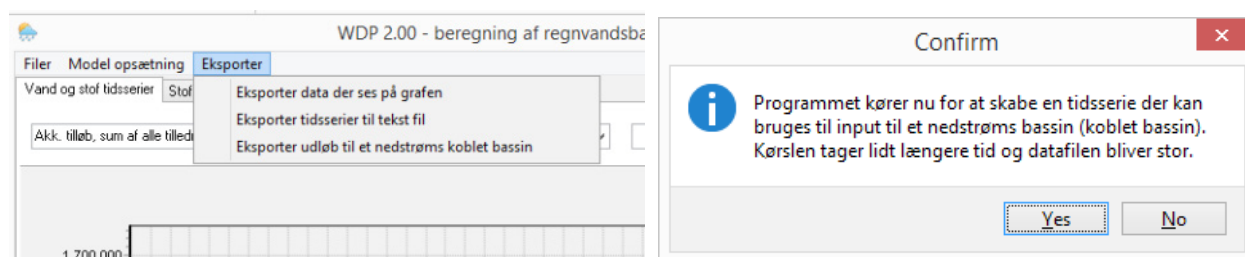 WDP 2.00 - beregning af regnvandsba
Filer Model opsætning Eksporter
Vand og stof tidsserier Stof
Eksporter data der ses på grafen
Eksporter tidsserier til tekst fil
Eksporter udløb til et nedstrøms koblet bassin
Akk. tilløb, sum af alle tilledn
1.700.000
Confirm
Programmet kører nu for at skabe en tidsserie der kan
bruges til input til et nedstrøms bassin (koblet bassin).
Kørslen tager lidt længere tid og datafilen bliver stor.
Yes No